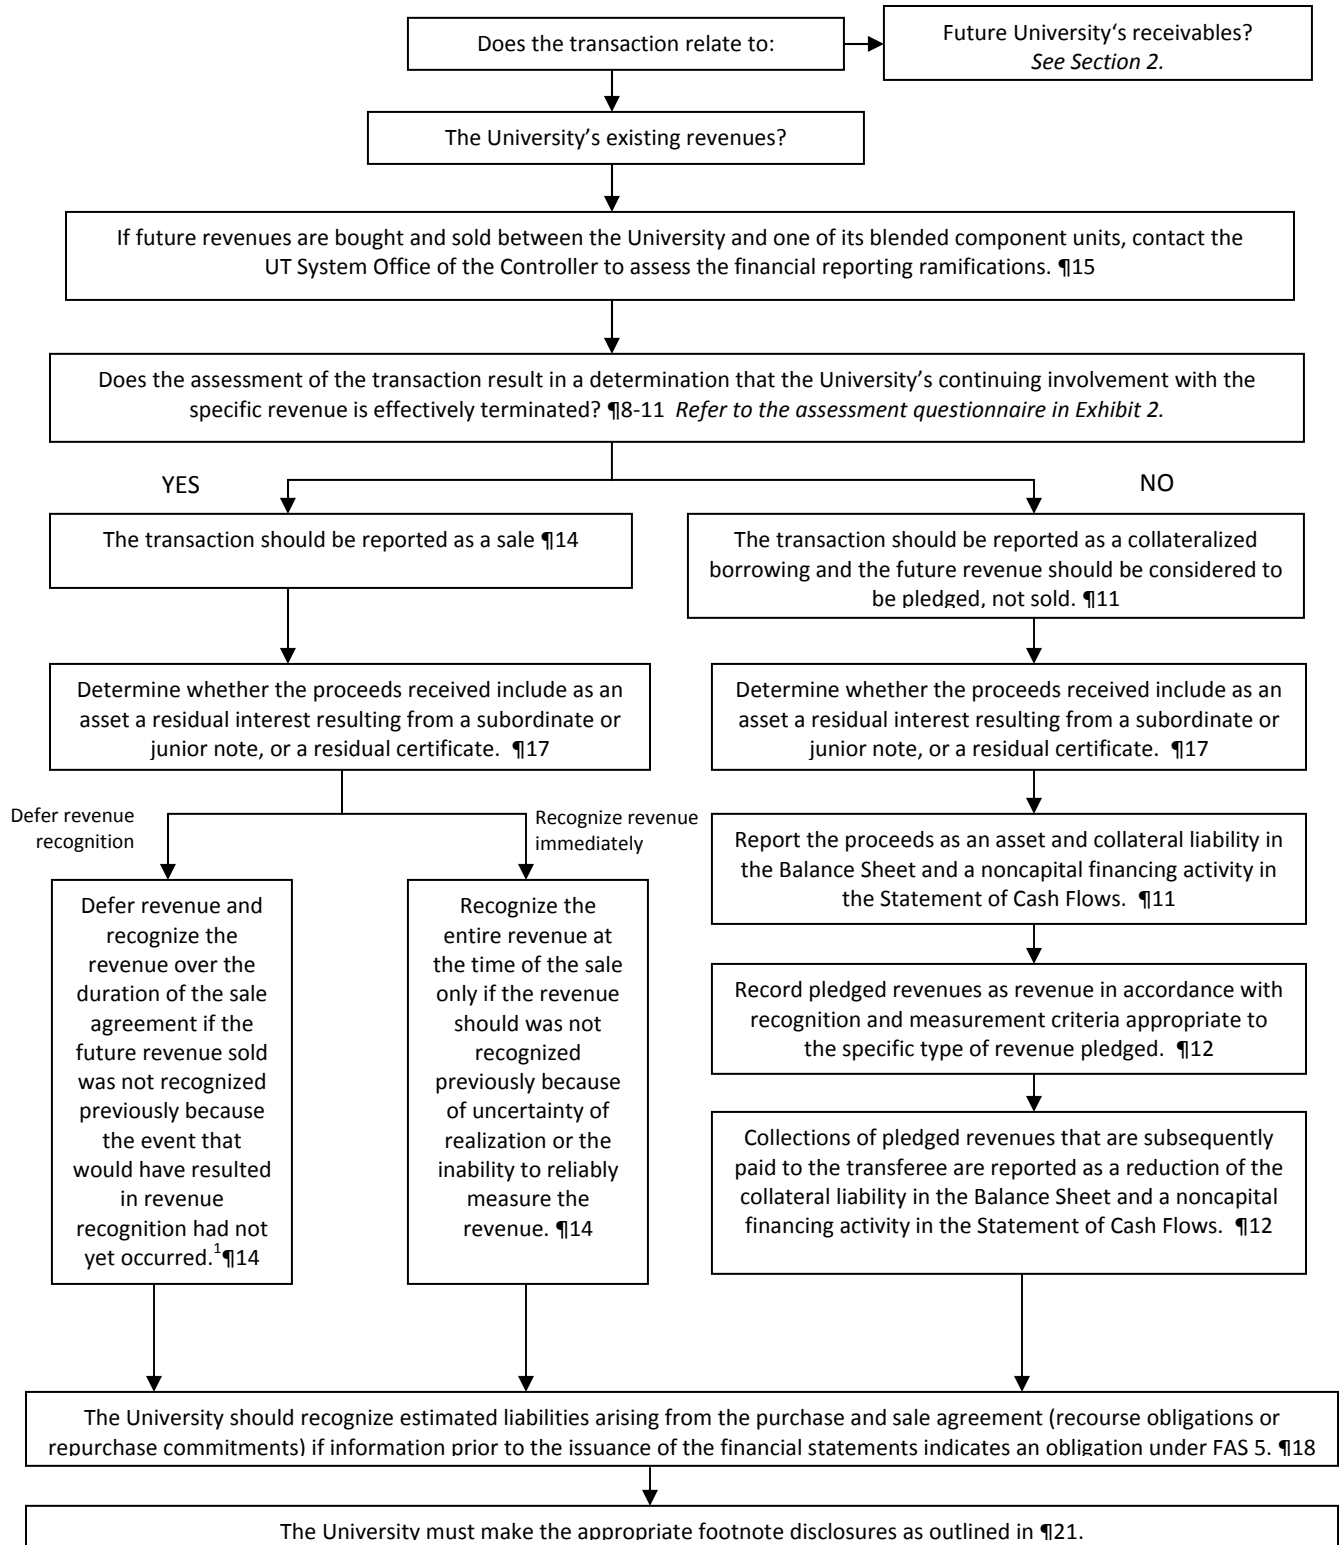 Does the transaction relate to:
Future University‘s receivables?
See Section 2.
The University’s existing revenues?
If future revenues are bought and sold between the University and one of its blended component units, contact the
UT System Office of the Controller to assess the financial reporting ramifications. ¶15
Does the assessment of the transaction result in a determination that the University’s continuing involvement with the
specific revenue is effectively terminated? ¶8-11 Refer to the assessment questionnaire in Exhibit 2.
YES
NO
The transaction should be reported as a sale ¶14
The transaction should be reported as a collateralized
borrowing and the future revenue should be considered to
be pledged, not sold. ¶11
Determine whether the proceeds received include as an
asset a residual interest resulting from a subordinate or
junior note, or a residual certificate. ¶17
Determine whether the proceeds received include as an
asset a residual interest resulting from a subordinate or
junior note, or a residual certificate. ¶17
Defer revenue
recognition
Recognize revenue
immediately
Report the proceeds as an asset and collateral liability in
the Balance Sheet and a noncapital financing activity in
the Statement of Cash Flows. ¶11
Defer revenue and
recognize the
revenue over the
duration of the sale
agreement if the
future revenue sold
was not recognized
previously because
the event that
would have resulted
in revenue
recognition had not
yet occurred.1¶14
Recognize the
entire revenue at
the time of the sale
only if the revenue
should was not
recognized
previously because
of uncertainty of
realization or the
inability to reliably
measure the
revenue. ¶14
Record pledged revenues as revenue in accordance with
recognition and measurement criteria appropriate to
the specific type of revenue pledged. ¶12
Collections of pledged revenues that are subsequently
paid to the transferee are reported as a reduction of the
collateral liability in the Balance Sheet and a noncapital
financing activity in the Statement of Cash Flows. ¶12
The University should recognize estimated liabilities arising from the purchase and sale agreement (recourse obligations or
repurchase commitments) if information prior to the issuance of the financial statements indicates an obligation under FAS 5. ¶18
The University must make the appropriate footnote disclosures as outlined in ¶21.